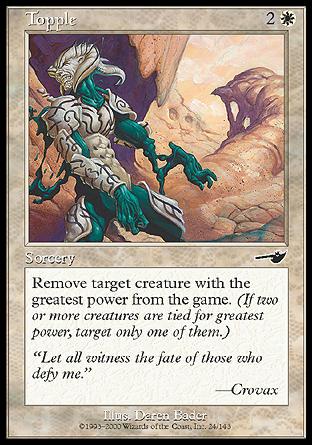 Topple 2
Sorcery
Remove target creature with the
greatest power from the game. (If two
or more creatures are tied for greatest
power, target only one of them.)
“Let all witness the fate of those who
defy me.”
—Crovax
Illus. Daren Bader
©1993–2000 Wizards of the Coast, Inc. 24/143